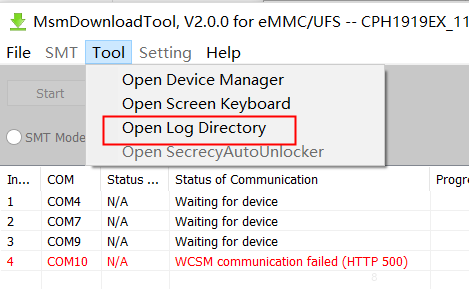 MsmDownloadTool, V2.0.0 for eMMC/UFS -- CPH1919EX_11
File SMT Tool Setting Help
Start
Open Device Manager
Open Screen Keyboard
Open Log Directory
Open SecrecyAutoUnlocker
SMT Mode
In... COM Status ... Status of Communication Progre
1 COM4 N/A Waiting for device
2 COM7 N/A Waiting for device
3 COM9 N/A Waiting for device
4 COM10 N/A WCSM communication failed (HTTP 500)
8